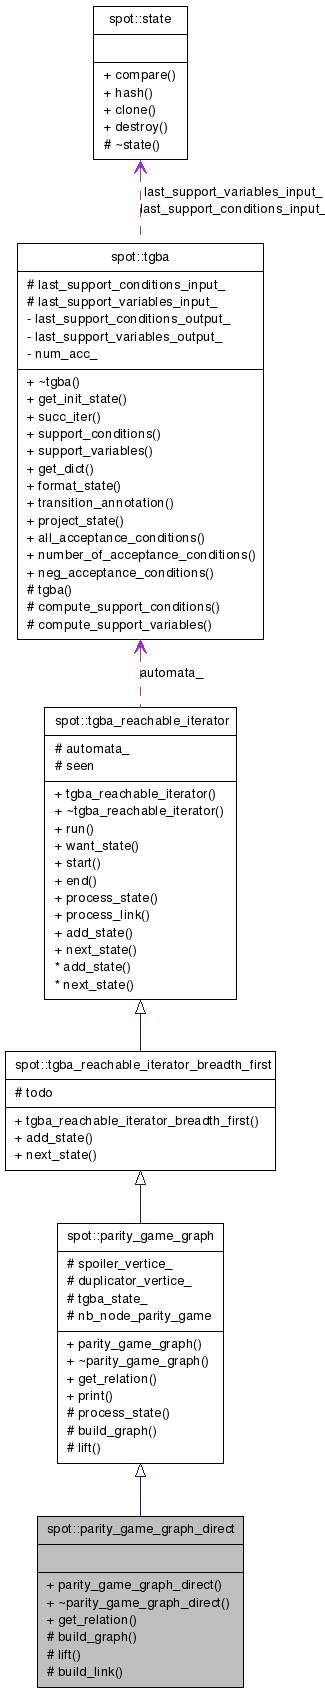 spot::state
+ compare()
+ hash()
+ clone()
+ destroy()
# ~state()
last_support_variables_input_
last_support_conditions_input_
spot::tgba
# last_support_conditions_input_
# last_support_variables_input_
- last_support_conditions_output_
- last_support_variables_output_
- num_acc_
+ ~tgba()
+ get_init_state()
+ succ_iter()
+ support_conditions()
+ support_variables()
+ get_dict()
+ format_state()
+ transition_annotation()
+ project_state()
+ all_acceptance_conditions()
+ number_of_acceptance_conditions()
+ neg_acceptance_conditions()
# tgba()
# compute_support_conditions()
# compute_support_variables()
automata_
spot::tgba_reachable_iterator
# automata_
# seen
+ tgba_reachable_iterator()
+ ~tgba_reachable_iterator()
+ run()
+ want_state()
+ start()
+ end()
+ process_state()
+ process_link()
+ add_state()
+ next_state()
* add_state()
* next_state()
spot::tgba_reachable_iterator_breadth_first
# todo
+ tgba_reachable_iterator_breadth_first()
+ add_state()
+ next_state()
spot::parity_game_graph
# spoiler_vertice_
# duplicator_vertice_
# tgba_state_
# nb_node_parity_game
+ parity_game_graph()
+ ~parity_game_graph()
+ get_relation()
+ print()
# process_state()
# build_graph()
# lift()
spot::parity_game_graph_direct
+ parity_game_graph_direct()
+ ~parity_game_graph_direct()
+ get_relation()
# build_graph()
# lift()
# build_link()